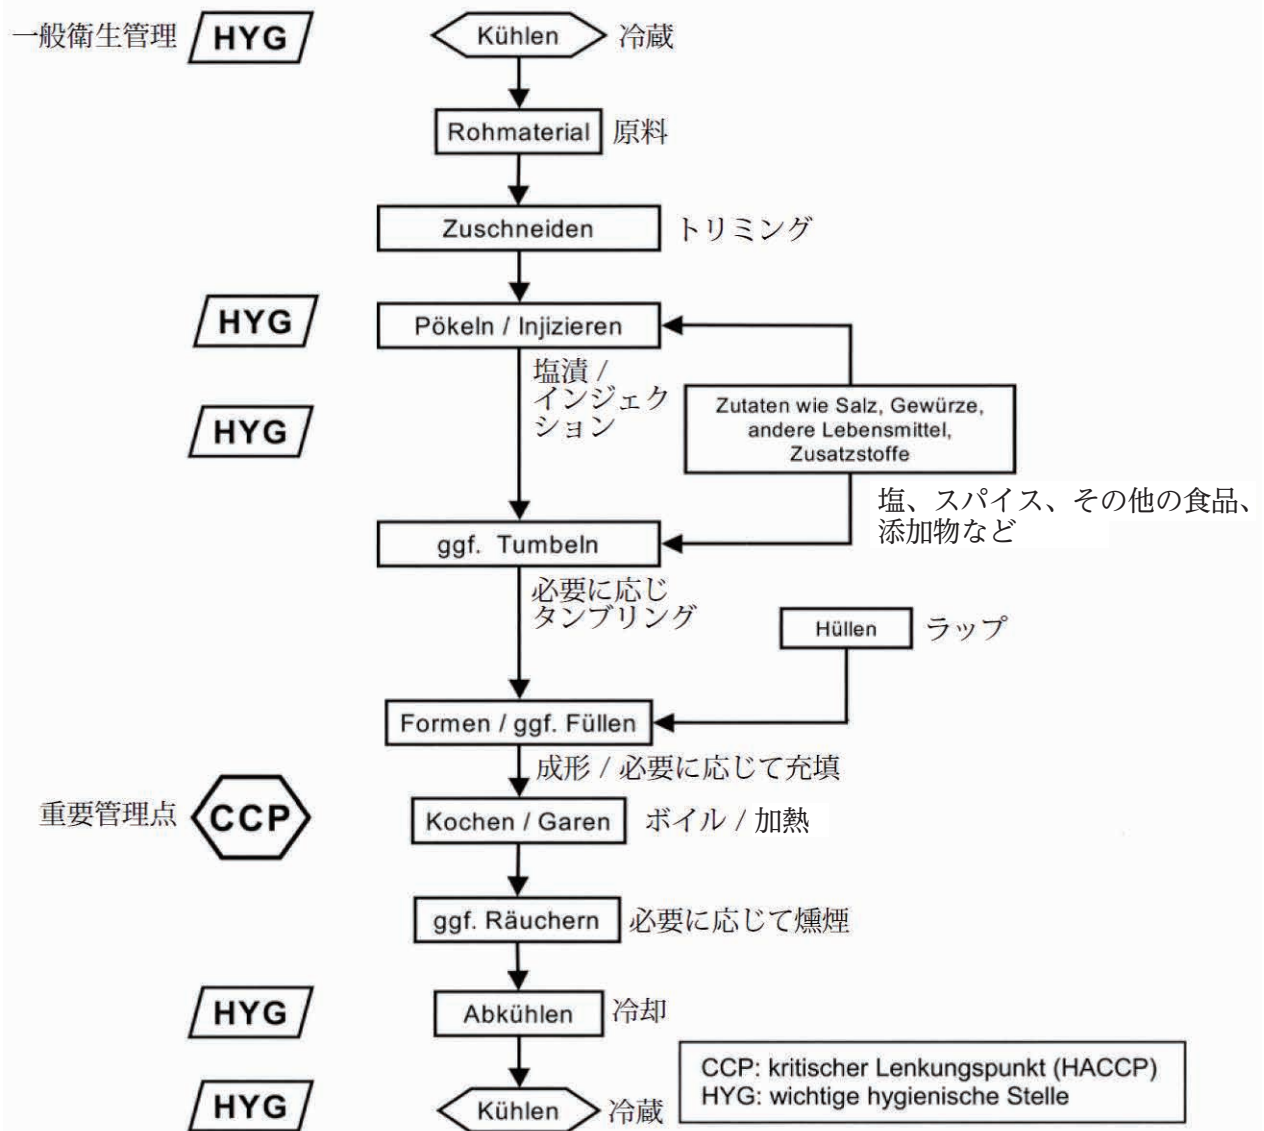 一般衛生管理 HYG Kühlen 冷蔵
Rohmaterial 原料
Zuschneiden トリミング
HYG Pökeln / Injizieren
塩漬 /
インジェク
ション
HYG
Zutaten wie Salz, Gewürze,
andere Lebensmittel,
Zusatzstoffe
塩、スパイス、その他の食品、
添加物など
ggf. Tumbeln
必要に応じ
タンブリング
Hüllen ラップ
Formen / ggf. Füllen
成形 / 必要に応じて充填
重要管理点 CCP Kochen / Garen ボイル / 加熱
ggf. Räuchern 必要に応じて燻煙
HYG Abkühlen 冷却
HYG Kühlen 冷蔵
CCP: kritischer Lenkungspunkt (HACCP)
HYG: wichtige hygienische Stelle